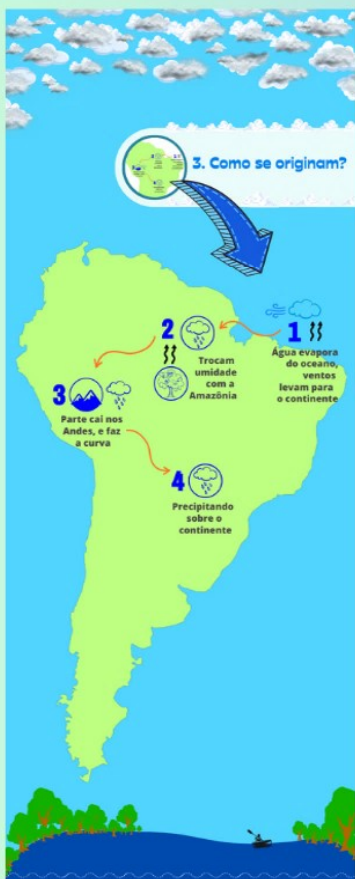 3. Como se originam?
1
Água evapora
do oceano,
ventos
levam para
o continente
2
Trocam
umidade
com a
Amazônia
3
Parte cai nos
Andes, e faz
a curva
4
Precipitando
sobre o
continente